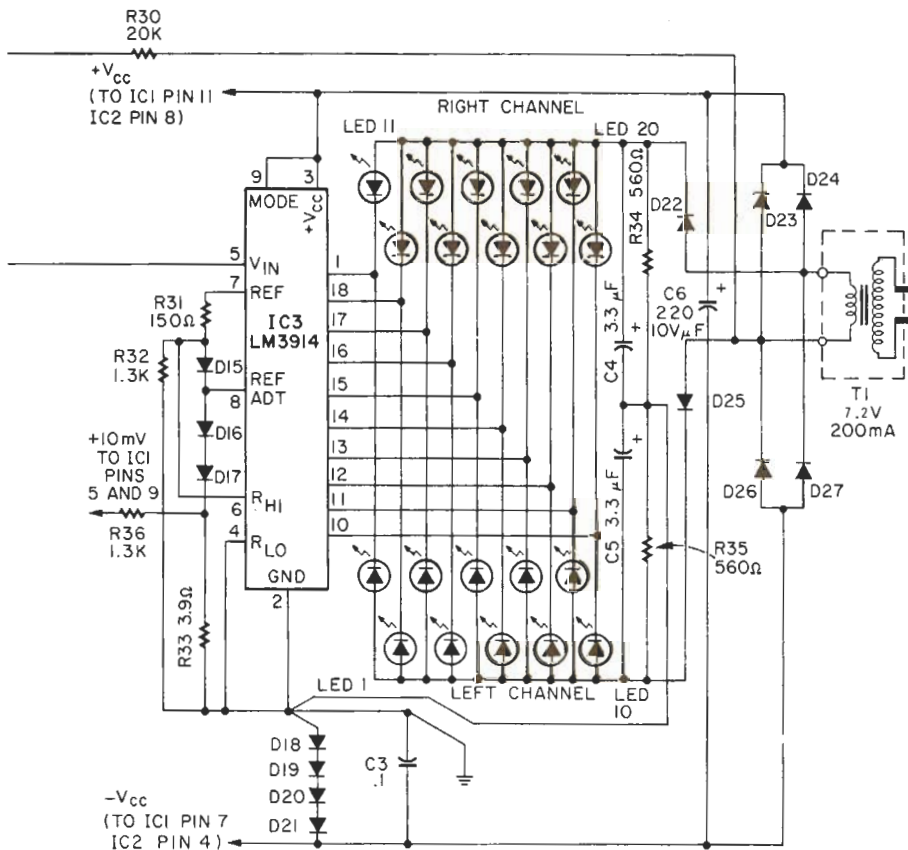 R30
20K
+Vcc
(TO IC1 PIN 11
IC2 PIN 8)
RIGHT CHANNEL
LED 11
LED 20
9
3
MODE
+Vcc
5
VIN
7
REF
R31
150Ω
R32
1.3K
D15
REF
ADT
8
D16
D17
+10mV
TO IC1
PINS
5 AND 9
R36
1.3K
RHI
6
4
RLO
GND
2
R33 3.9Ω
IC3
LM3914
1
18
17
16
15
14
13
12
11
10
560Ω
R34
3.3 µF
+
C4
C5 3.3 µF
+
R35
560Ω
D22
C6
220
10VµF
+
D23
D24
D25
D26
D27
T1
7.2V
200mA
LED 1
LEFT CHANNEL
LED
10
D18
D19
D20
D21
C3
.1
-Vcc
(TO IC1 PIN 7
IC2 PIN 4)